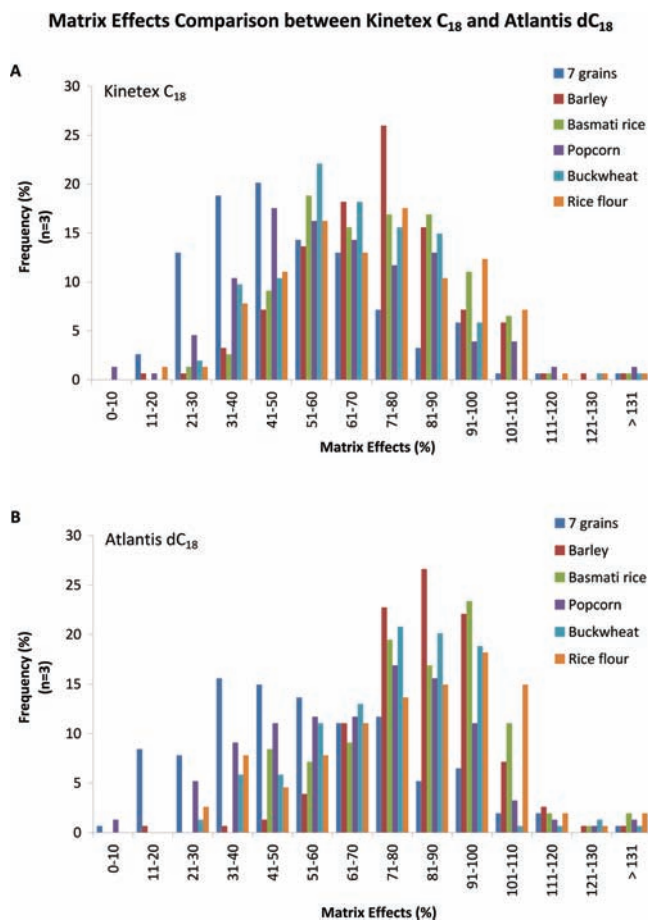 Matrix Effects Comparison between Kinetex C18 and Atlantis dC18
A
Kinetex C18
7 grains
Barley
Basmati rice
Popcorn
Buckwheat
Rice flour
Frequency (%)
(n=3)
30
25
20
15
10
5
0
0-10
11-20
21-30
31-40
41-50
51-60
61-70
71-80
81-90
91-100
101-110
111-120
121-130
> 131
Matrix Effects (%)
B
Atlantis dC18
7 grains
Barley
Basmati rice
Popcorn
Buckwheat
Rice flour
Frequency (%)
(n=3)
30
25
20
15
10
5
0
0-10
11-20
21-30
31-40
41-50
51-60
61-70
71-80
81-90
91-100
101-110
111-120
121-130
> 131
Matrix Effects (%)